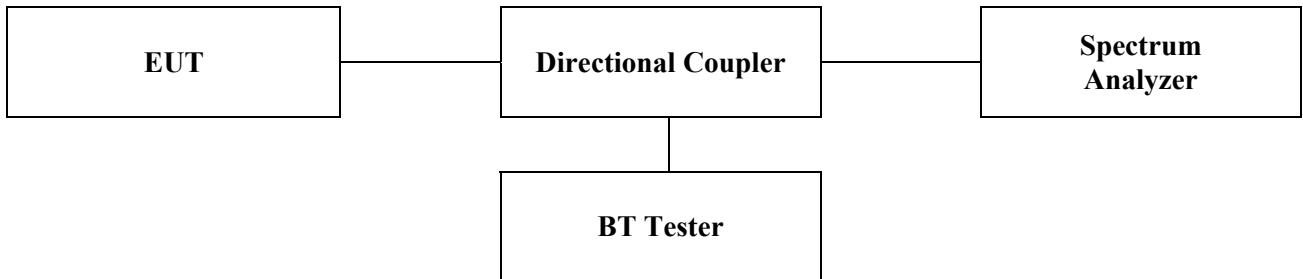 EUT
Directional Coupler
Spectrum
Analyzer
BT Tester